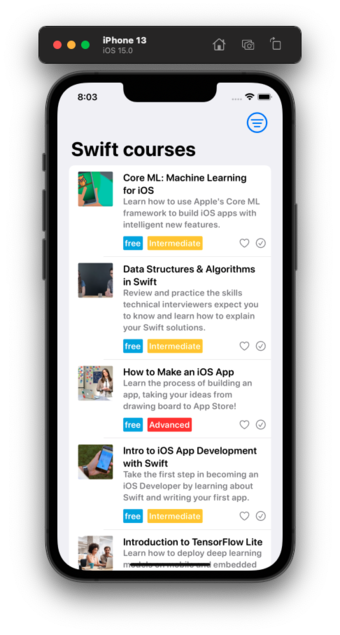 iPhone 13
iOS 15.0
8:03
Swift courses
Core ML: Machine Learning
for iOS
Learn how to use Apple's Core ML
framework to build iOS apps with
intelligent new features.
free Intermediate
Data Structures & Algorithms
in Swift
Review and practice the skills
technical interviewers expect you
to know and learn how to explain
your Swift solutions.
free Intermediate
How to Make an iOS App
Learn the process of building an
app, taking your ideas from
drawing board to App Store!
free Advanced
Intro to iOS App Development
with Swift
Take the first step in becoming an
iOS Developer by learning about
Swift and writing your first app.
free Intermediate
Introduction to TensorFlow Lite
Learn how to deploy deep learning
models on mobile and embedded